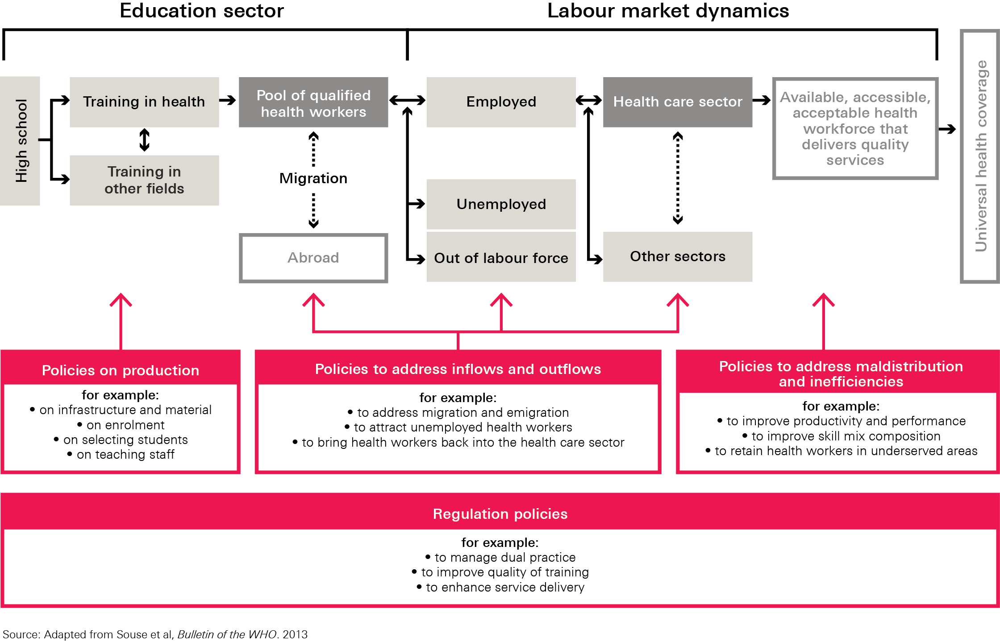 Education sector
Labour market dynamics
High school
Training in health
Training in
other fields
Pool of qualified
health workers
Migration
Abroad
Employed
Unemployed
Out of labour force
Health care sector
Other sectors
Available, accessible,
acceptable health
workforce that
delivers quality
services
Universal health coverage
Policies on production
for example:
• on infrastructure and material
• on enrolment
• on selecting students
• on teaching staff
Policies to address inflows and outflows
for example:
• to address migration and emigration
• to attract unemployed health workers
• to bring health workers back into the health care sector
Policies to address maldistribution
and inefficiencies
for example:
• to improve productivity and performance
• to improve skill mix composition
• to retain health workers in underserved areas
Regulation policies
for example:
• to manage dual practice
• to improve quality of training
• to enhance service delivery
Source: Adapted from Souse et al, Bulletin of the WHO. 2013